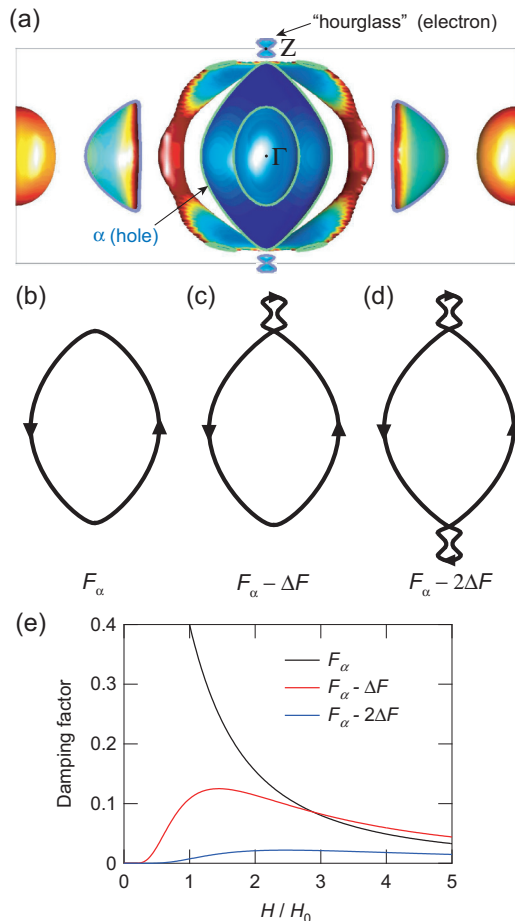 (a)
“hourglass” (electron)
Z
Γ
α (hole)
(b)
(c)
(d)
Fα
Fα − ΔF
Fα − 2ΔF
(e)
0.4
0.3
0.2
0.1
0
Damping factor
Fα
Fα - ΔF
Fα - 2ΔF
0 1 2 3 4 5
H / H0